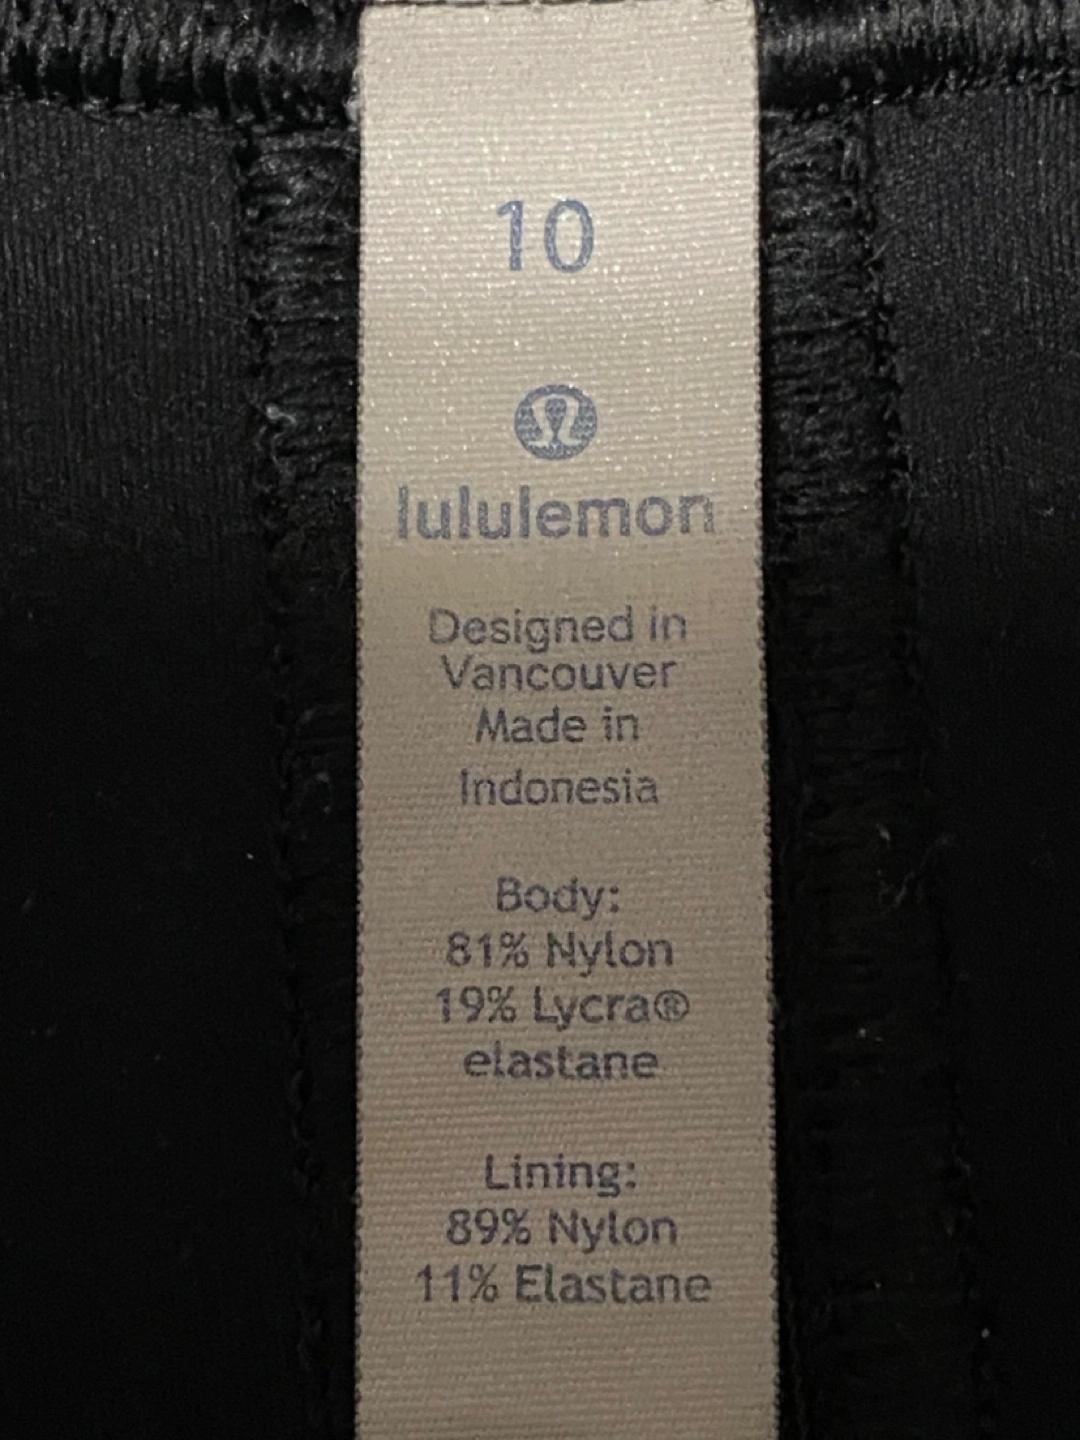 10
lululemon
Designed in
Vancouver
Made in
Indonesia
Body:
81% Nylon
19% Lycra®
elastane
Lining:
89% Nylon
11% Elastane